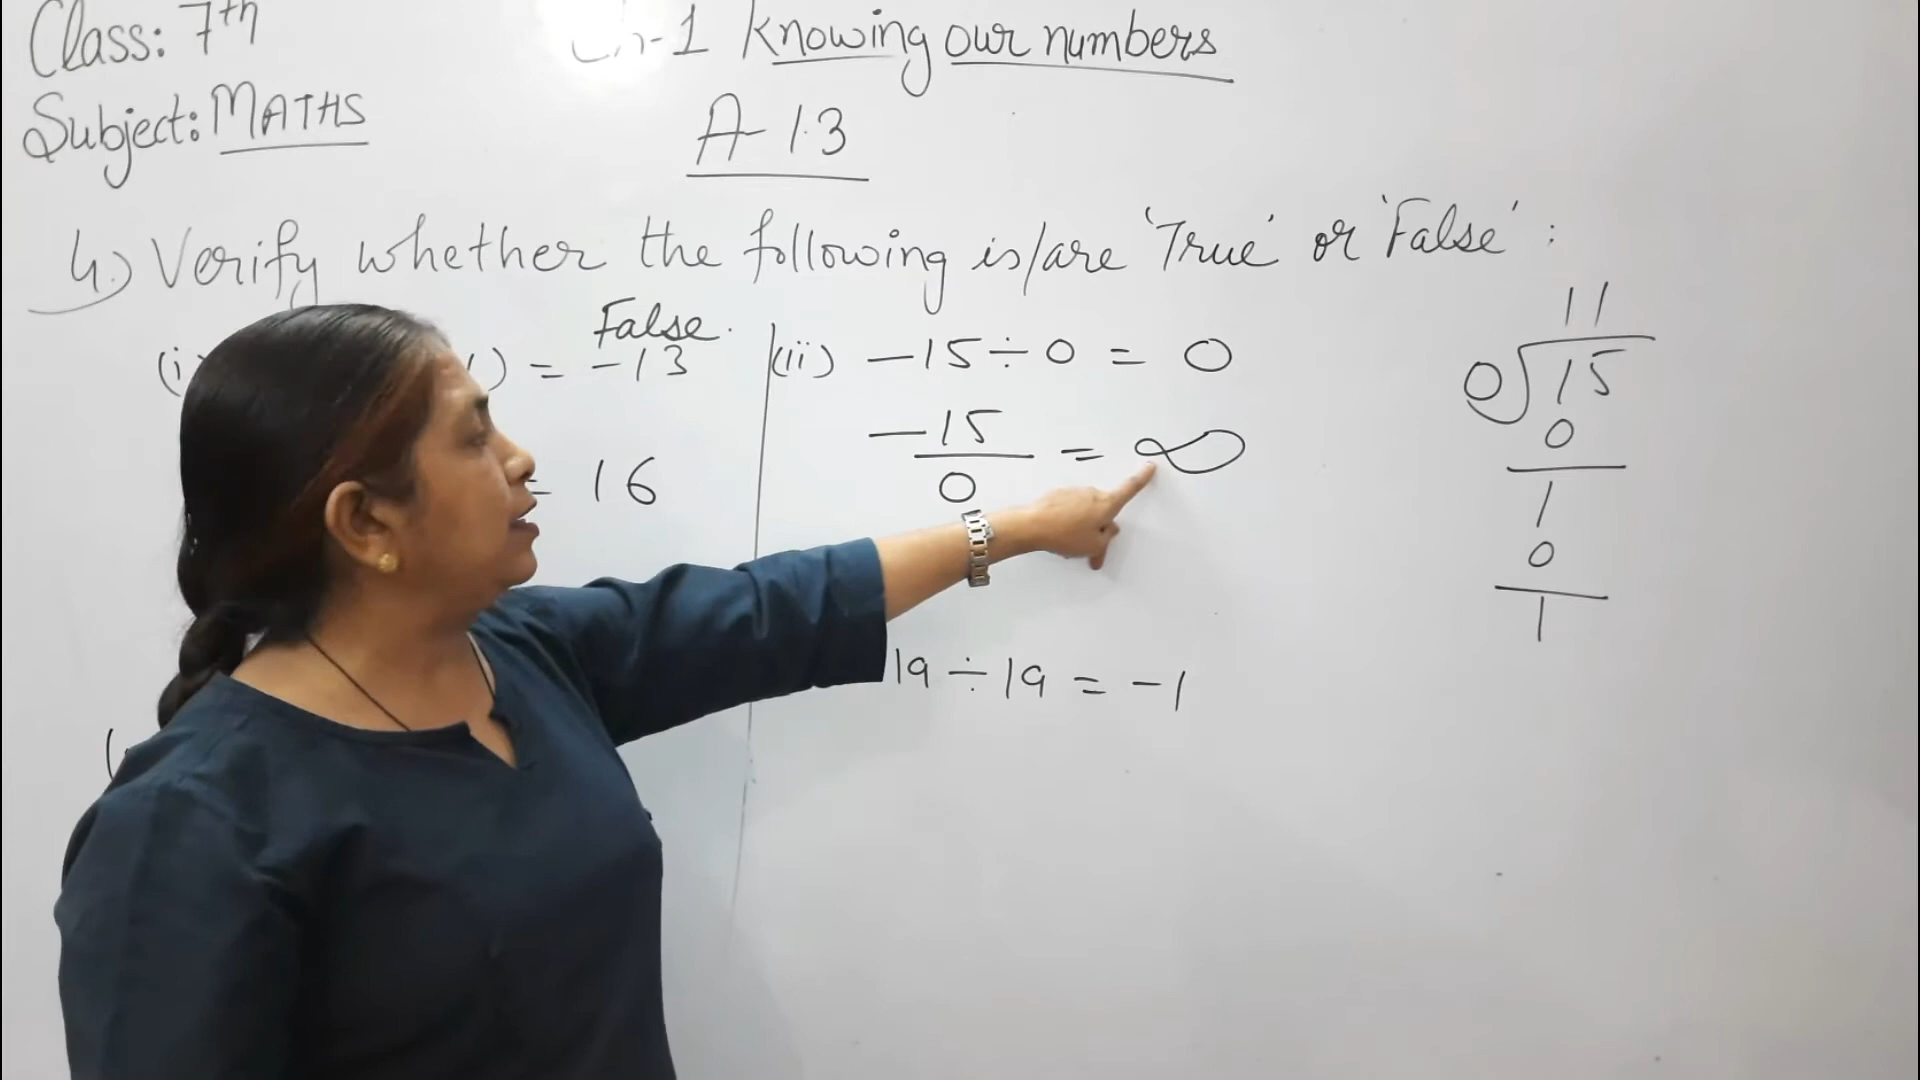 Class: 7th
Subject: MATHS
Ch-1 Knowing our numbers
A-1.3
4.) Verify whether the following is/are 'True' or 'False' :
False.
(i ) = -13
= 16
(ii) -15 ÷ 0 = 0
-15
0
= ∞
19 ÷ 19 = -1
11
0 15
0
1
0
1